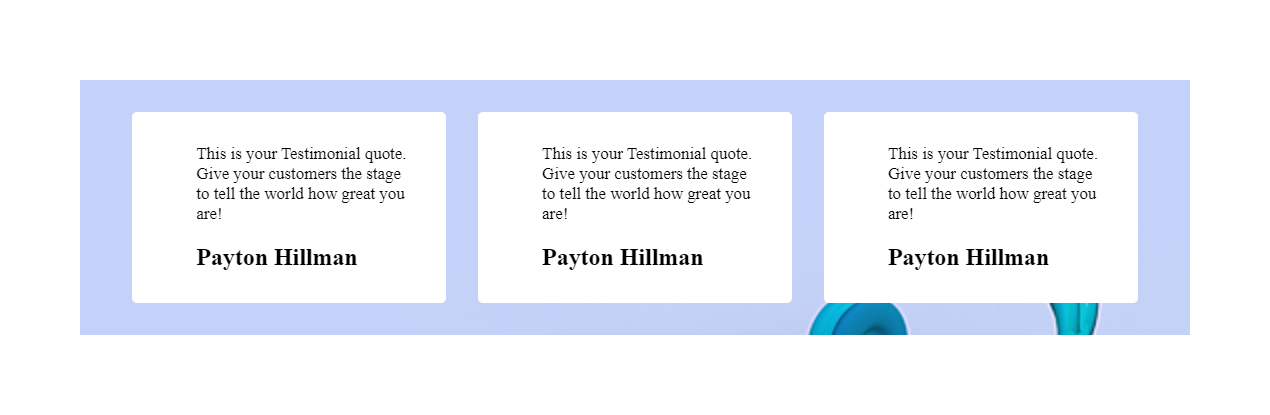 This is your Testimonial quote.
Give your customers the stage
to tell the world how great you
are!
Payton Hillman
This is your Testimonial quote.
Give your customers the stage
to tell the world how great you
are!
Payton Hillman
This is your Testimonial quote.
Give your customers the stage
to tell the world how great you
are!
Payton Hillman